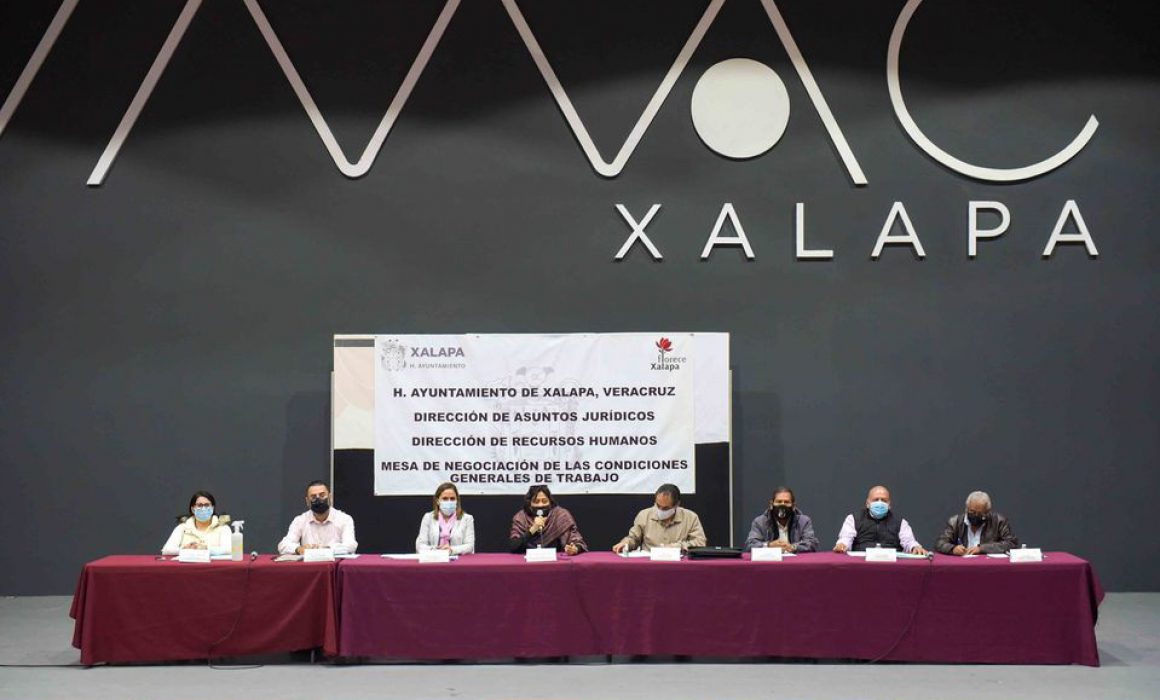 MAC
XALAPA
XALAPA
H. AYUNTAMIENTO
florece
Xalapa
H. AYUNTAMIENTO DE XALAPA, VERACRUZ
DIRECCIÓN DE ASUNTOS JURÍDICOS
DIRECCIÓN DE RECURSOS HUMANOS
MESA DE NEGOCIACIÓN DE LAS CONDICIONES
GENERALES DE TRABAJO